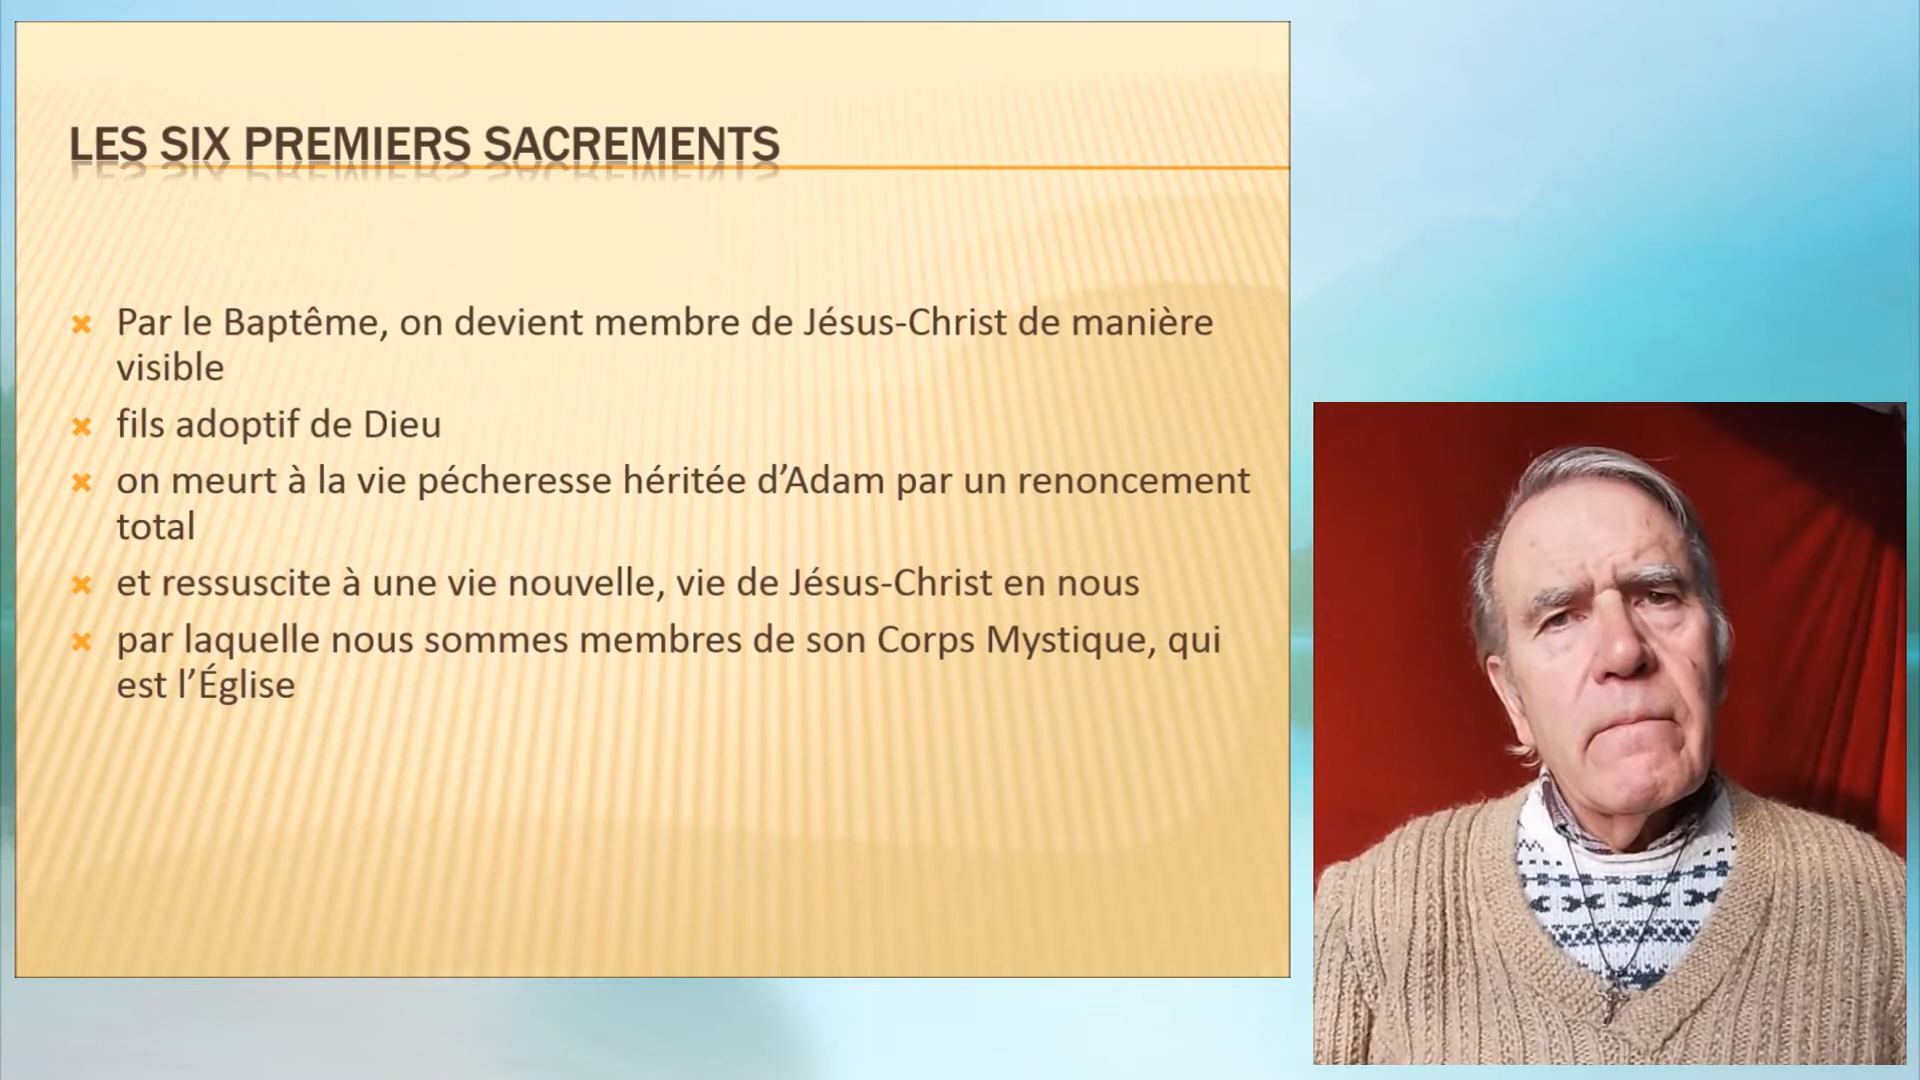 LES SIX PREMIERS SACREMENTS
Par le Baptême, on devient membre de Jésus-Christ de manière
visible
fils adoptif de Dieu
on meurt à la vie pécheresse héritée d’Adam par un renoncement
total
et ressuscite à une vie nouvelle, vie de Jésus-Christ en nous
par laquelle nous sommes membres de son Corps Mystique, qui
est l’Église